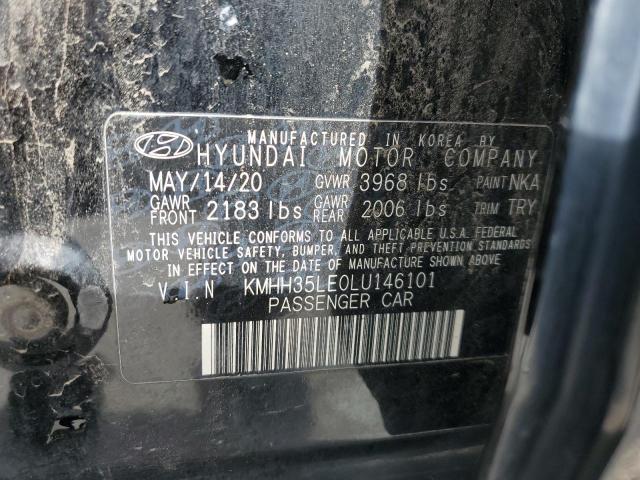 MANUFACTURED IN KOREA BY
HYUNDAI MOTOR COMPANY
MAY/14/20 GVWR 3968 lbs PAINT NKA
GAWR FRONT 2183 lbs GAWR REAR 2006 lbs TRIM TRY
THIS VEHICLE CONFORMS TO ALL APPLICABLE U.S.A. FEDERAL
MOTOR VEHICLE SAFETY, BUMPER, AND THEFT PREVENTION STANDARDS
IN EFFECT ON THE DATE OF MANUFACTURE SHOWN ABOVE.
V.I.N KMHH35LE0LU146101
PASSENGER CAR